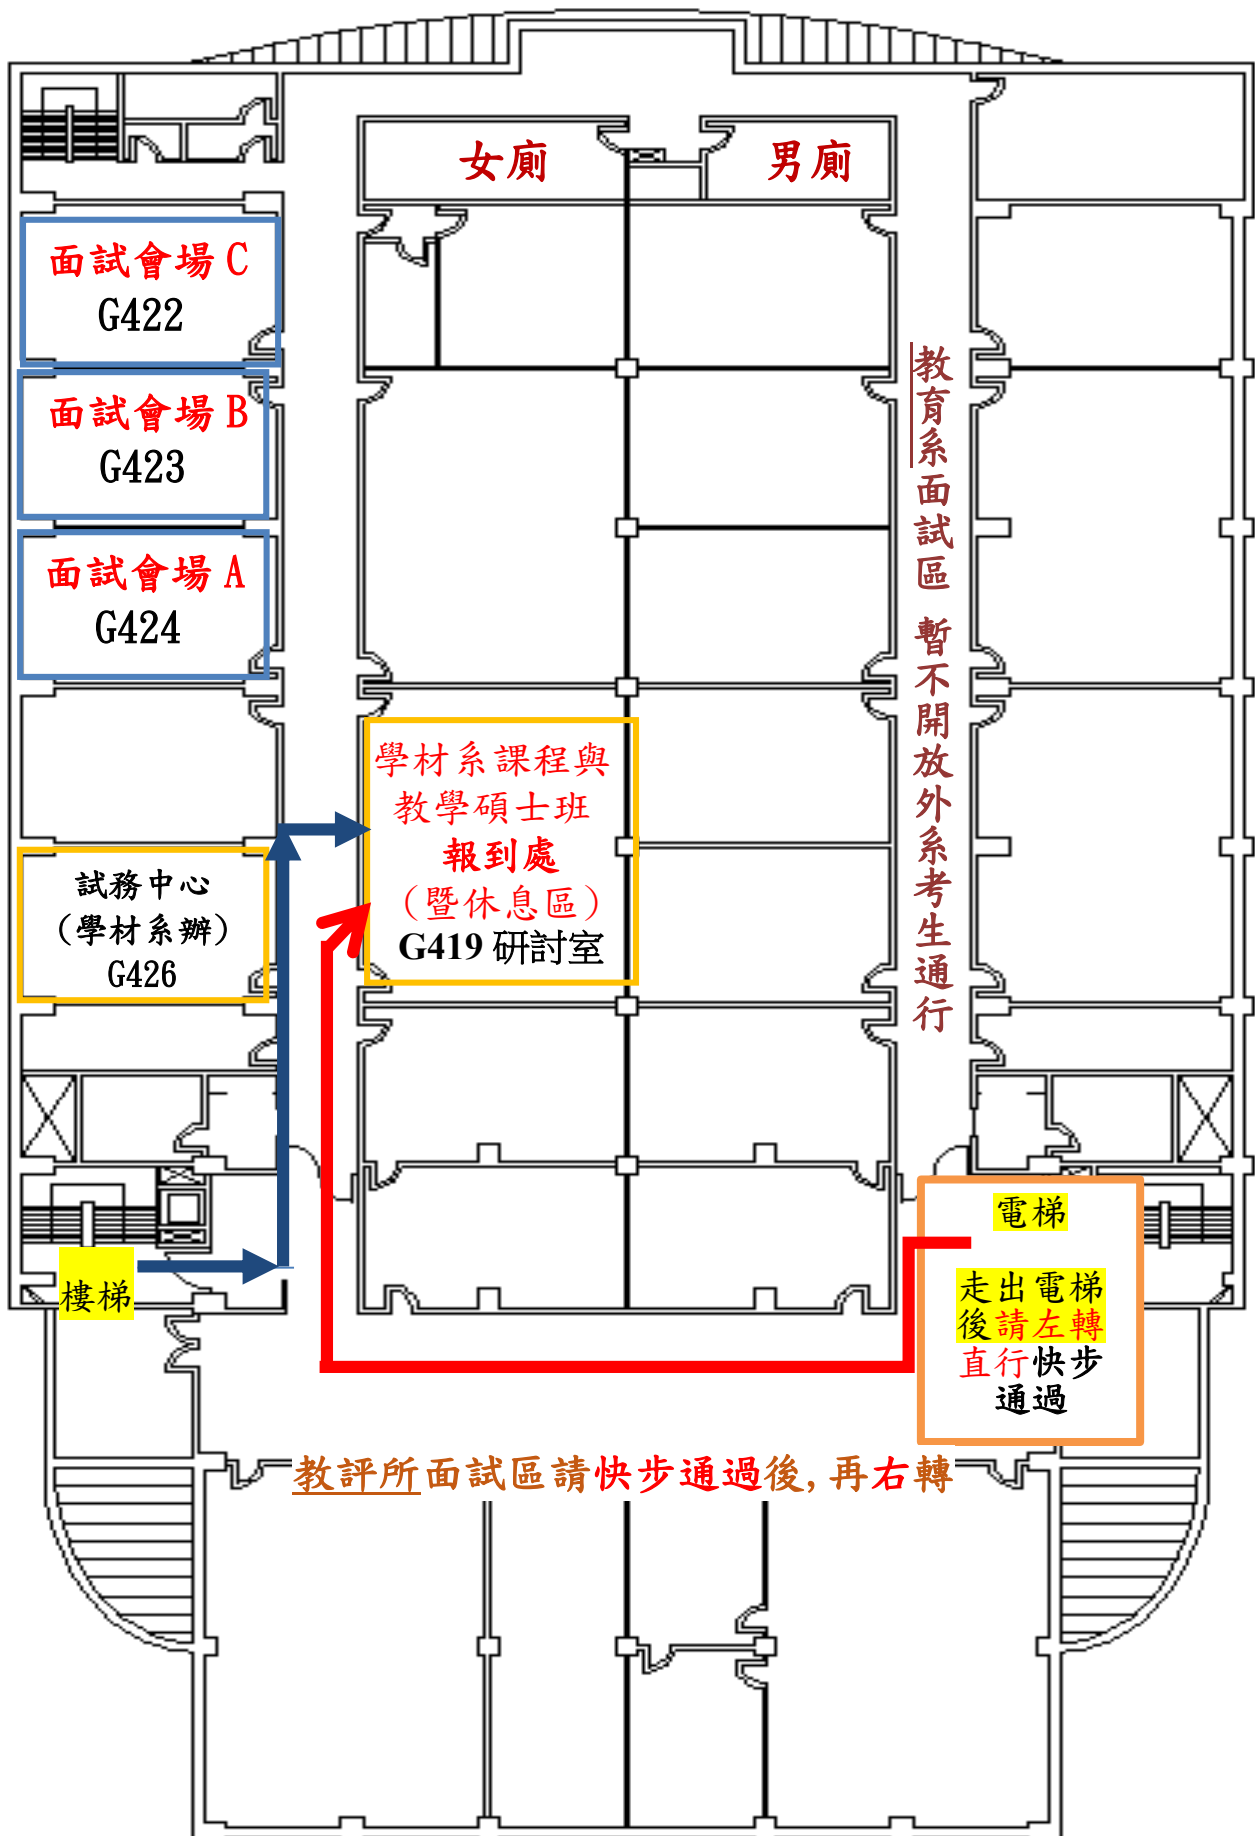 女廁
男廁
面試會場 C
G422
面試會場 B
G423
面試會場 A
G424
教育系面試區 暫不開放外系考生通行
學材系課程與
教學碩士班
報到處
（暨休息區）
G419 研討室
試務中心
(學材系辦)
G426
樓梯
電梯
走出電梯
後請左轉
直行快步
通過
教評所面試區請快步通過後,再右轉